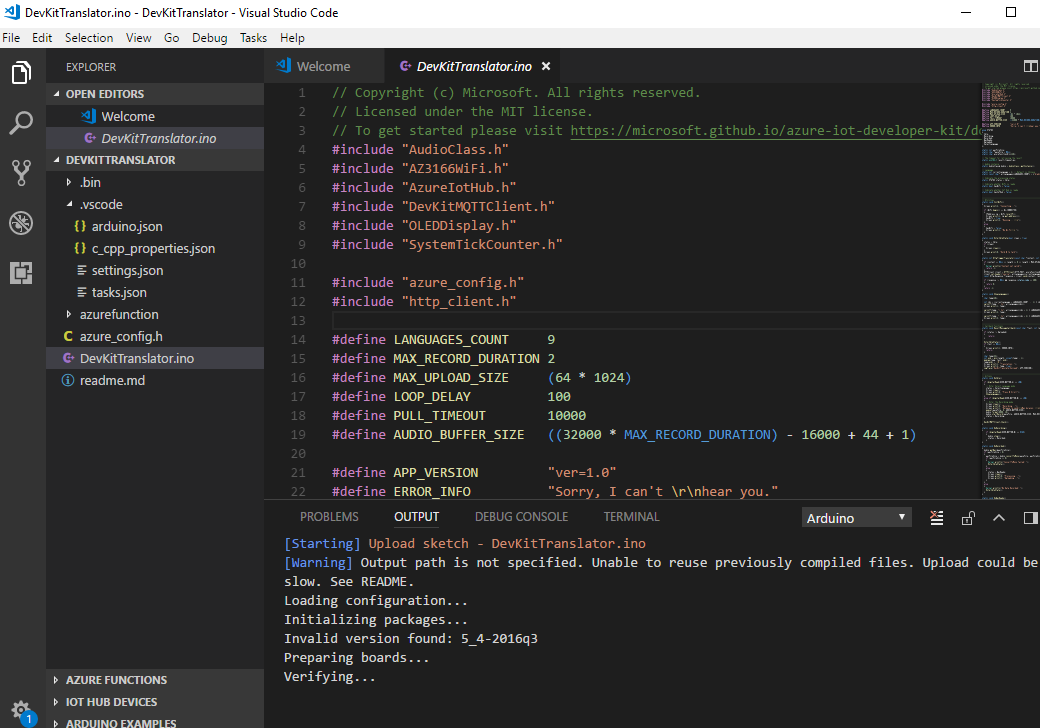 DevKitTranslator.ino - DevKitTranslator - Visual Studio Code
File Edit Selection View Go Debug Tasks Help
EXPLORER
OPEN EDITORS
Welcome
DevKitTranslator.ino
DEVKITTRANSLATOR
.bin
.vscode
{} arduino.json
{} c_cpp_properties.json
settings.json
tasks.json
azurefunction
C azure_config.h
C+ DevKitTranslator.ino
readme.md
AZURE FUNCTIONS
IOT HUB DEVICES
ARDUINO EXAMPLES
1
Welcome DevKitTranslator.ino
1 // Copyright (c) Microsoft. All rights reserved.
2 // Licensed under the MIT license.
3 // To get started please visit https://microsoft.github.io/azure-iot-developer-kit/do
4 #include "AudioClass.h"
5 #include "AZ3166WiFi.h"
6 #include "AzureIotHub.h"
7 #include "DevKitMQTTClient.h"
8 #include "OLEDDisplay.h"
9 #include "SystemTickCounter.h"
10
11 #include "azure_config.h"
12 #include "http_client.h"
13
14 #define LANGUAGES_COUNT 9
15 #define MAX_RECORD_DURATION 2
16 #define MAX_UPLOAD_SIZE (64 * 1024)
17 #define LOOP_DELAY 100
18 #define PULL_TIMEOUT 10000
19 #define AUDIO_BUFFER_SIZE ((32000 * MAX_RECORD_DURATION) - 16000 + 44 + 1)
20
21 #define APP_VERSION "ver=1.0"
22 #define ERROR_INFO "Sorry, I can't \r\nhear you."
PROBLEMS OUTPUT DEBUG CONSOLE TERMINAL Arduino
[Starting] Upload sketch - DevKitTranslator.ino
[Warning] Output path is not specified. Unable to reuse previously compiled files. Upload could be
slow. See README.
Loading configuration...
Initializing packages...
Invalid version found: 5_4-2016q3
Preparing boards...
Verifying...